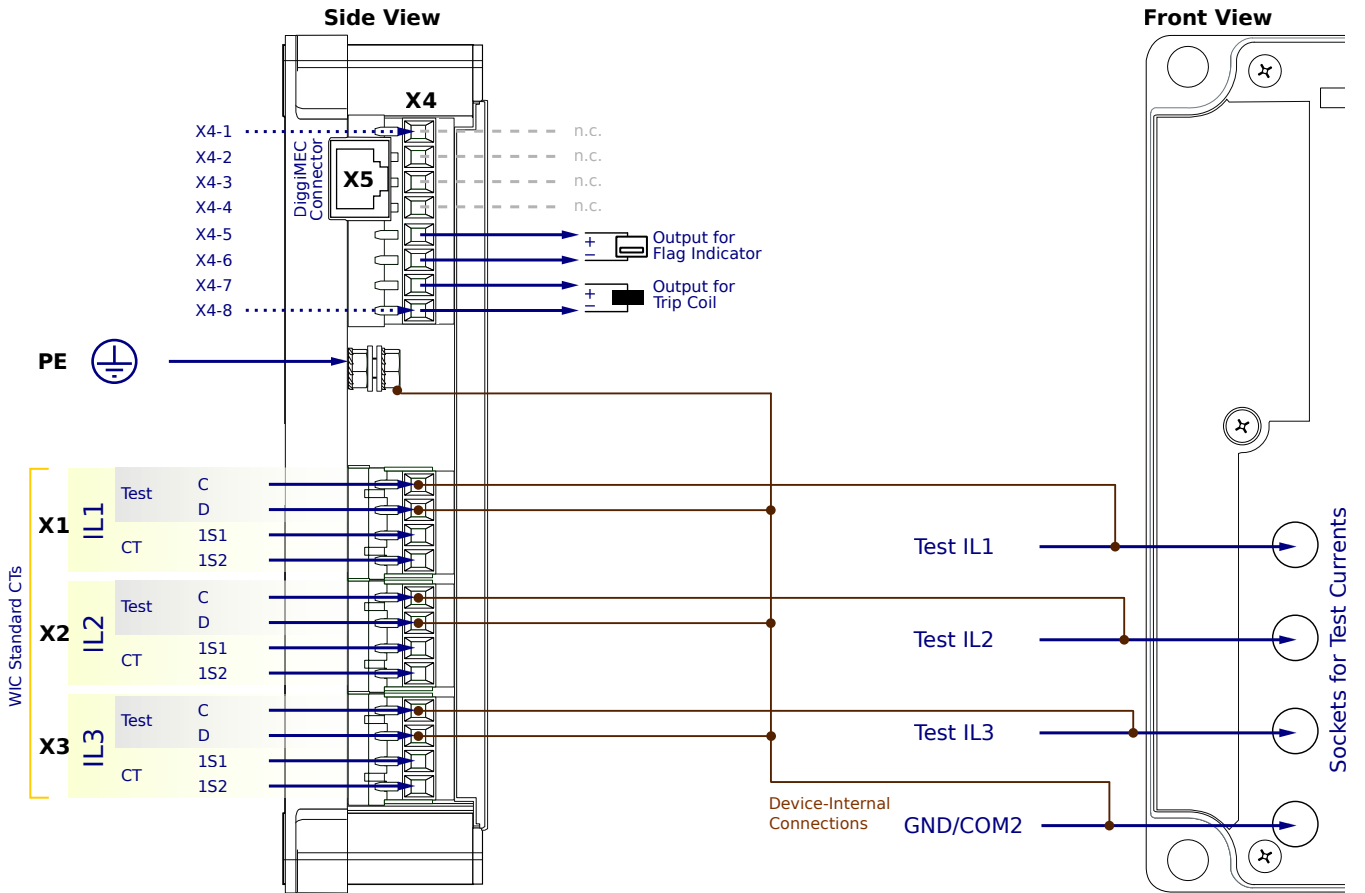 Side View
Front View
X4
X4-1
n.c.
X4-2
n.c.
X4-3
n.c.
X4-4
n.c.
X4-5
X4-6
X4-7
X4-8
DiggiMEC
Connector
X5
+
−
Output for
Flag Indicator
+
−
Output for
Trip Coil
PE
WIC Standard CTs
X1
IL1
Test
C
D
CT
1S1
1S2
X2
IL2
Test
C
D
CT
1S1
1S2
X3
IL3
Test
C
D
CT
1S1
1S2
Test IL1
Test IL2
Test IL3
Device-Internal
Connections
GND/COM2
Sockets for Test Currents